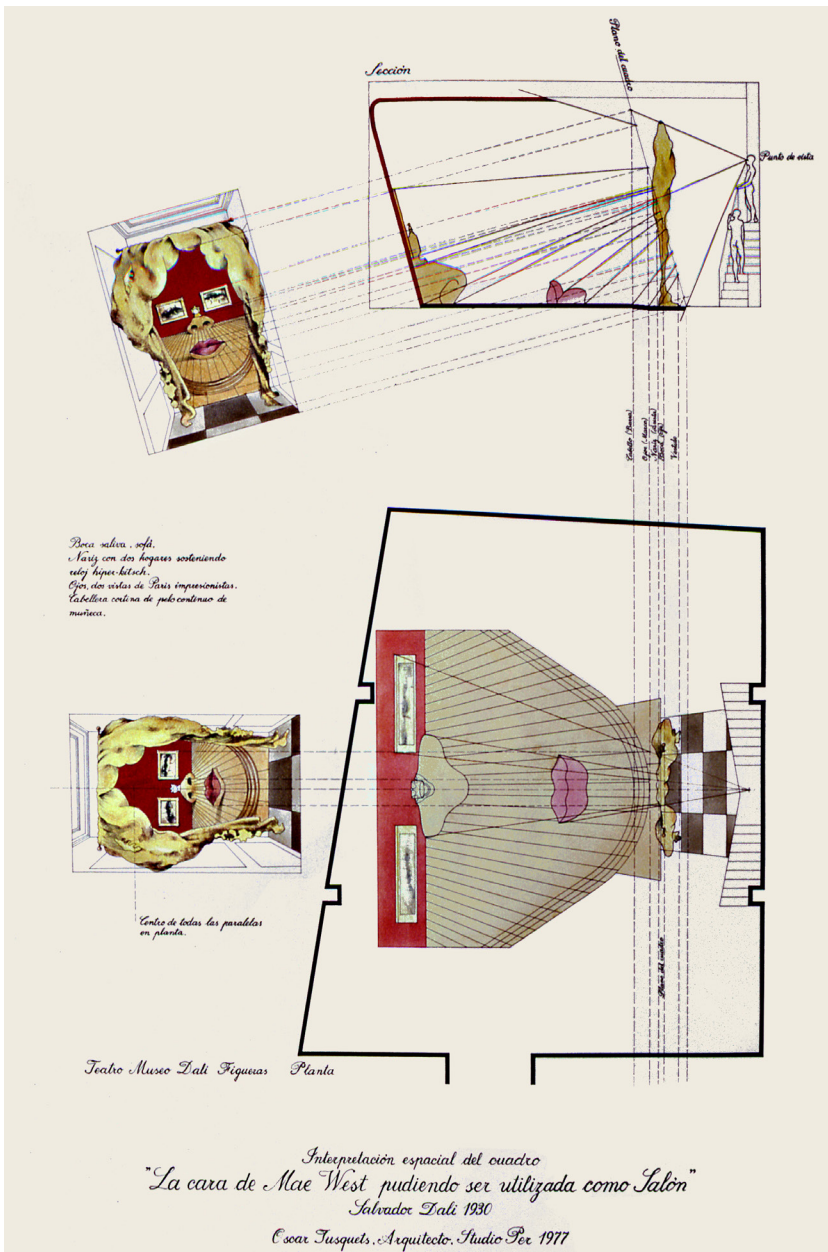 Sección
Plano del cuadro
Punto de vista
Boca saliva, sofá.
Nariz con dos hogares sosteniendo
reloj hiper-kitsch.
Ojos, dos vistas de París impresionistas.
Cabellera cortina de pelo continuo de
muñeca.
Centro de todas las paralelas
en planta.
Plano del cuadro
Teatro Museo Dalí Figueras Planta
Interpretación espacial del cuadro
"La cara de Mae West pudiendo ser utilizada como Salón"
Salvador Dalí 1930
Oscar Tusquets, Arquitecto. Studio Per 1977